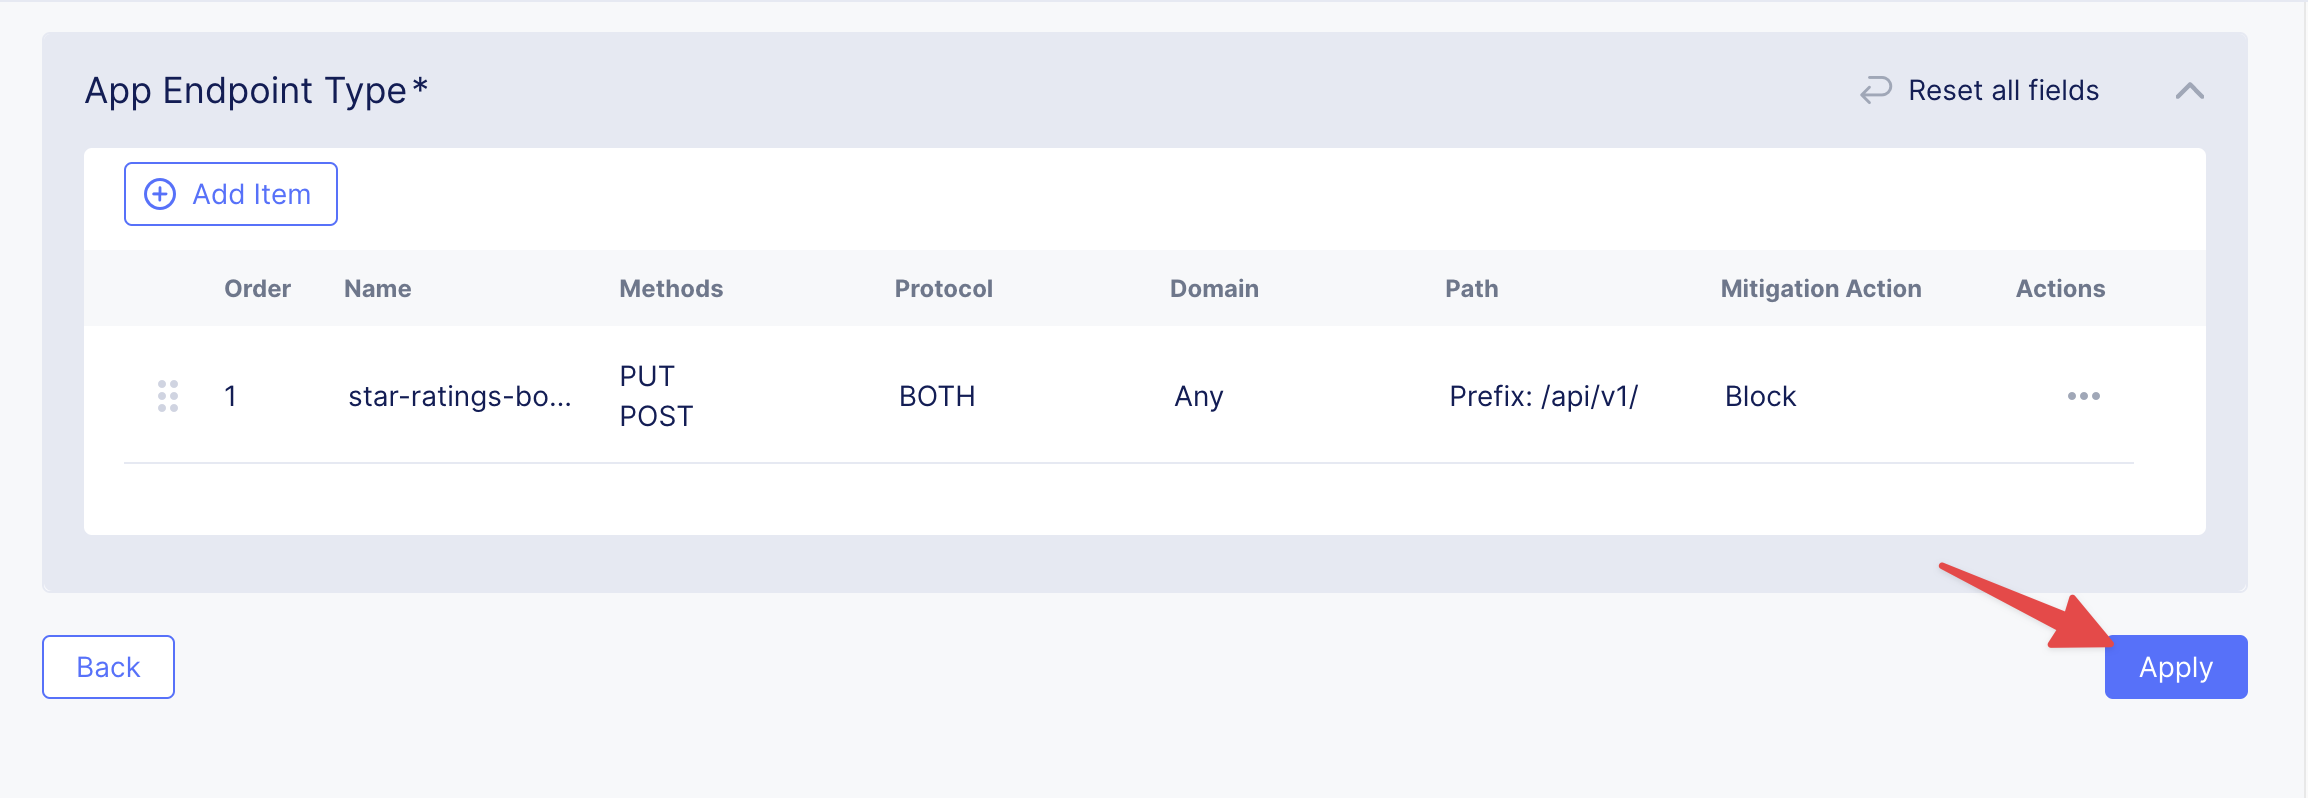 App Endpoint Type*
Reset all fields
Add Item
Order Name Methods Protocol Domain Path Mitigation Action Actions
1 star-ratings-bo... PUT BOTH Any Prefix: /api/v1/ Block
POST
Back
Apply